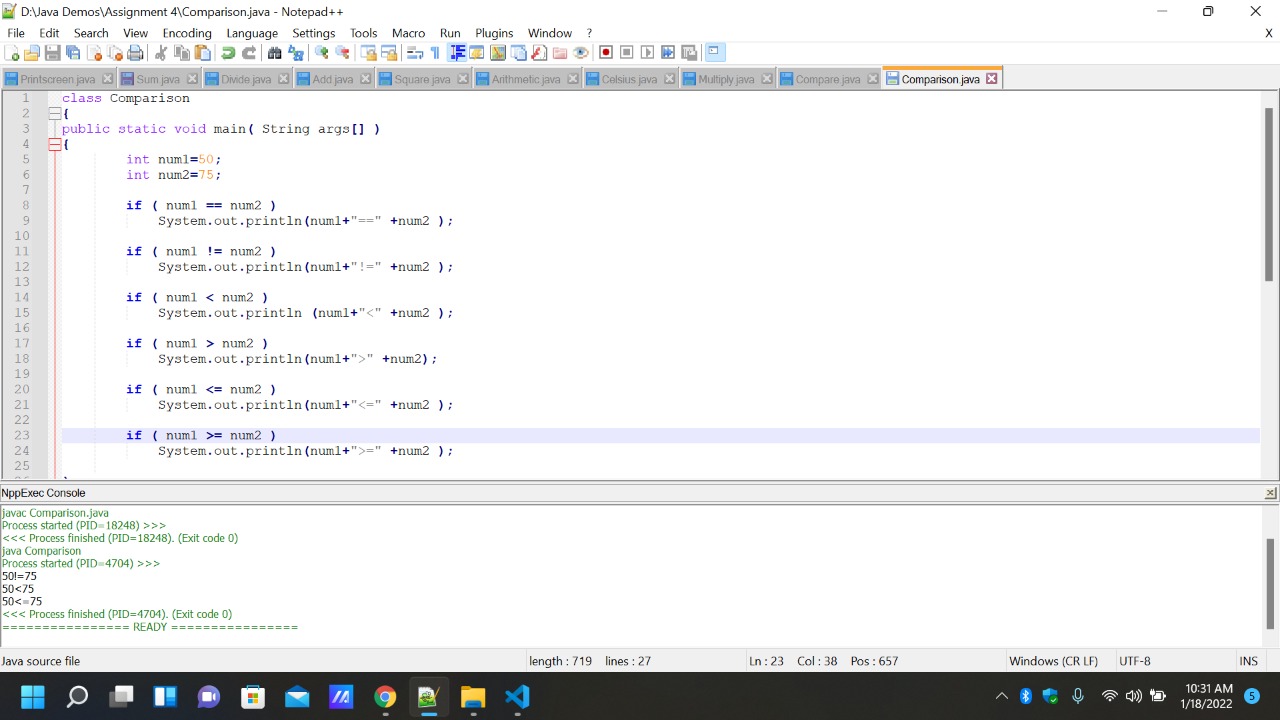 D:\Java Demos\Assignment 4\Comparison.java - Notepad++
File Edit Search View Encoding Language Settings Tools Macro Run Plugins Window ? X
Printscreen.java Sum.java Divide.java Add.java Square.java Arithmetic.java Celsius.java Multiply.java Compare.java Comparison.java
1 class Comparison
2 {
3 public static void main( String args[] )
4 {
5 int num1=50;
6 int num2=75;
7
8 if ( num1 == num2 )
9 System.out.println(num1+"==" +num2 );
10
11 if ( num1 != num2 )
12 System.out.println(num1+"!=" +num2 );
13
14 if ( num1 < num2 )
15 System.out.println (num1+"<" +num2 );
16
17 if ( num1 > num2 )
18 System.out.println(num1+">" +num2);
19
20 if ( num1 <= num2 )
21 System.out.println(num1+"<=" +num2 );
22
23 if ( num1 >= num2 )
24 System.out.println(num1+">=" +num2 );
25
NppExec Console
javac Comparison.java
Process started (PID=18248) >>>
<<< Process finished (PID=18248). (Exit code 0)
java Comparison
Process started (PID=4704) >>>
50!=75
50<75
50<=75
<<< Process finished (PID=4704). (Exit code 0)
================ READY ================
Java source file length : 719 lines : 27 Ln : 23 Col : 38 Pos : 657 Windows (CR LF) UTF-8 INS
10:31 AM
1/18/2022 5